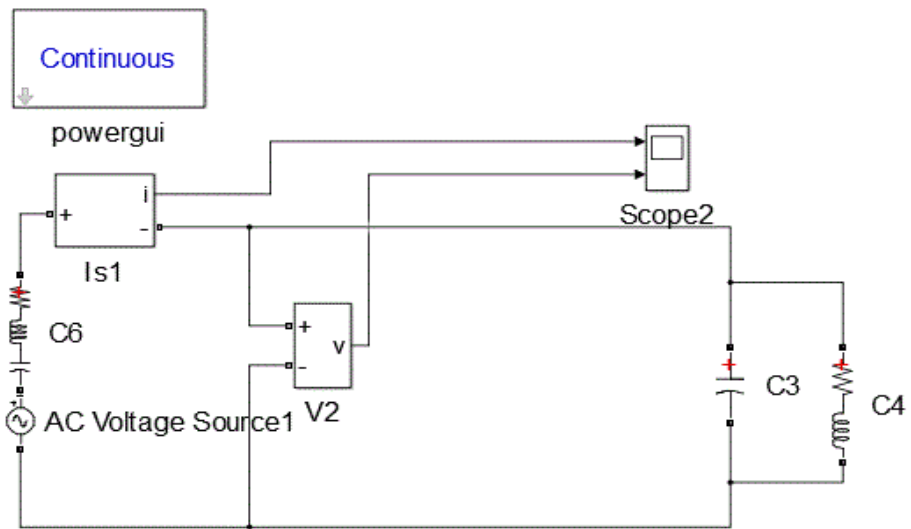 Continuous
powergui
i
+
-
Is1
Scope2
C6
+
-
v
V2
AC Voltage Source1
C3
C4